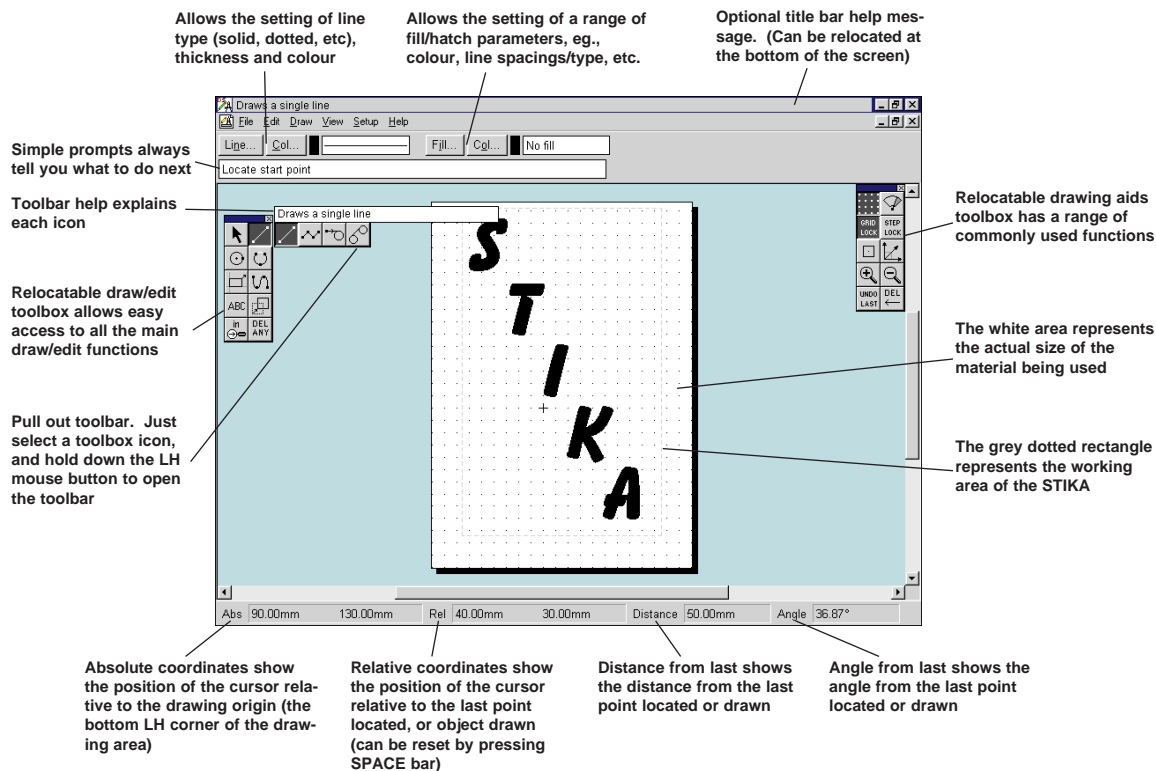 Allows the setting of line
type (solid, dotted, etc),
thickness and colour
Allows the setting of a range of
fill/hatch parameters, eg.,
colour, line spacings/type, etc.
Optional title bar help mes-
sage.  (Can be relocated at
the bottom of the screen)
Draws a single line
File Edit Draw View Setup Help
Line... Col... Fill... Col... No fill
Locate start point
Simple prompts always
tell you what to do next
Toolbar help explains
each icon
Draws a single line
Relocatable draw/edit
toolbox allows easy
access to all the main
draw/edit functions
ABC
in
DEL
ANY
Pull out toolbar.  Just
select a toolbox icon,
and hold down the LH
mouse button to open
the toolbar
S
T
I
K
A
GRID
LOCK
STEP
LOCK
UNDO
LAST
DEL
Relocatable drawing aids
toolbox has a range of
commonly used functions
The white area represents
the actual size of the
material being used
The grey dotted rectangle
represents the working
area of the STIKA
Abs 90.00mm 130.00mm Rel 40.00mm 30.00mm Distance 50.00mm Angle 36.87°
Absolute coordinates show
the position of the cursor rela-
tive to the drawing origin (the
bottom LH corner of the draw-
ing area)
Relative coordinates show
the position of the cursor
relative to the last point
located, or object drawn
(can be reset by pressing
SPACE bar)
Distance from last shows
the distance from the last
point located or drawn
Angle from last shows the
angle from the last point
located or drawn